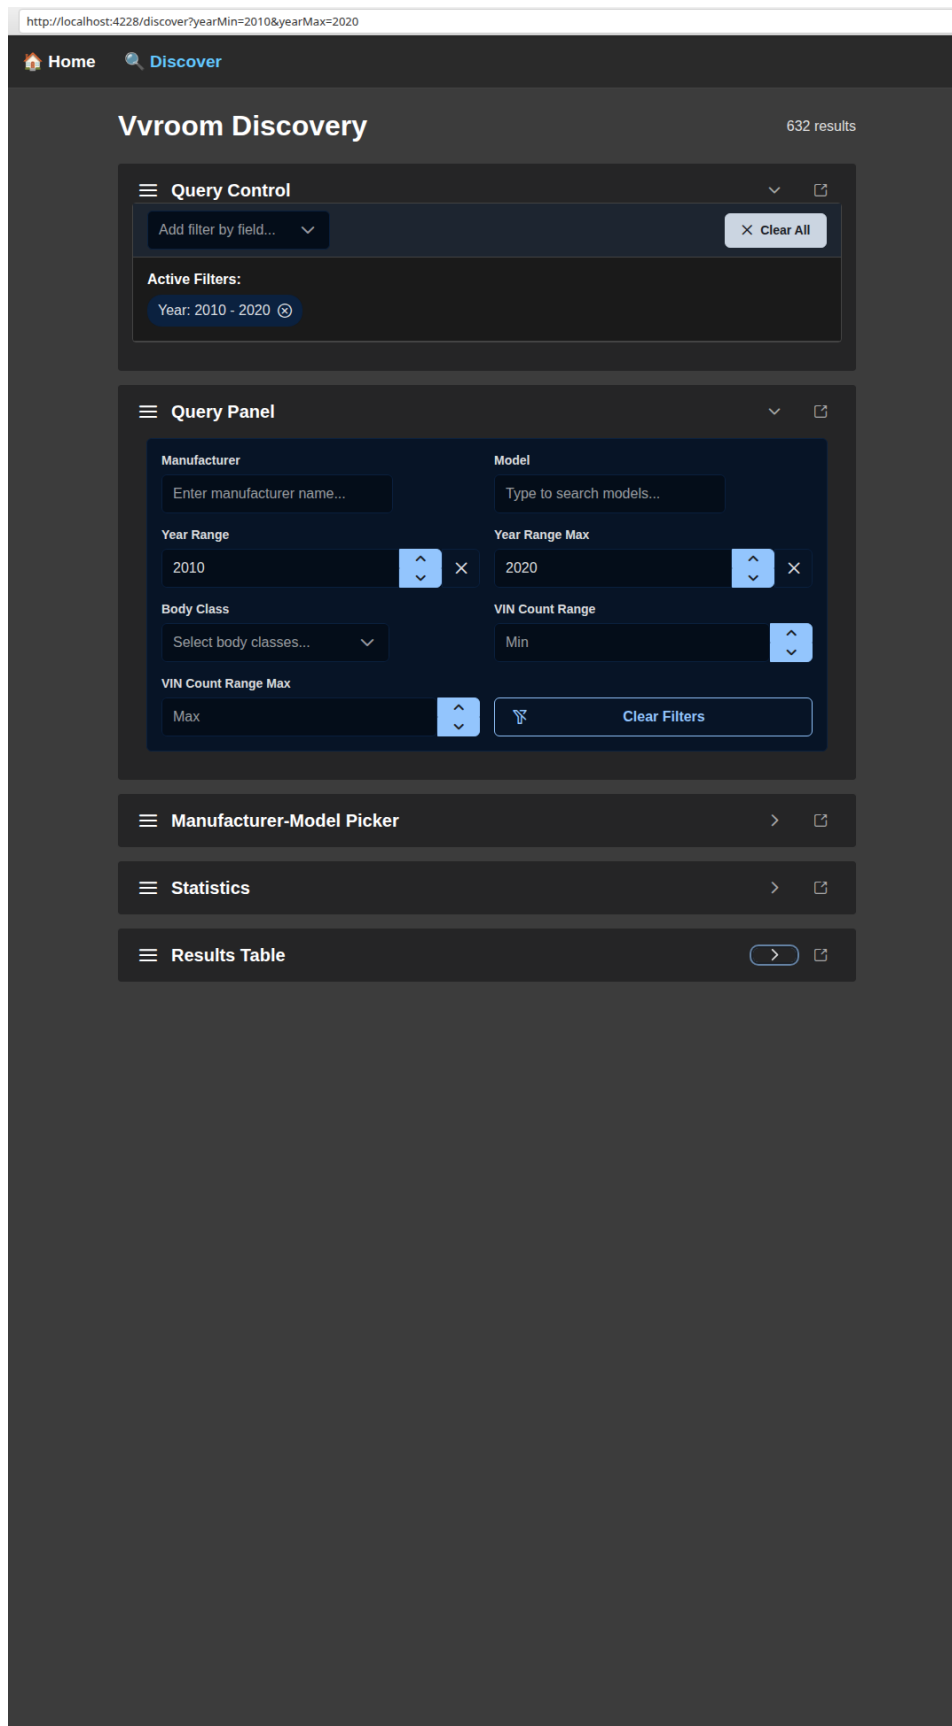 http://localhost:4228/discover?yearMin=2010&yearMax=2020
Home Discover
Vvroom Discovery 632 results
Query Control
Add filter by field... Clear All
Active Filters:
Year: 2010 - 2020
Query Panel
Manufacturer Model
Enter manufacturer name... Type to search models...
Year Range Year Range Max
2010 2020
Body Class VIN Count Range
Select body classes... Min
VIN Count Range Max
Max Clear Filters
Manufacturer-Model Picker
Statistics
Results Table